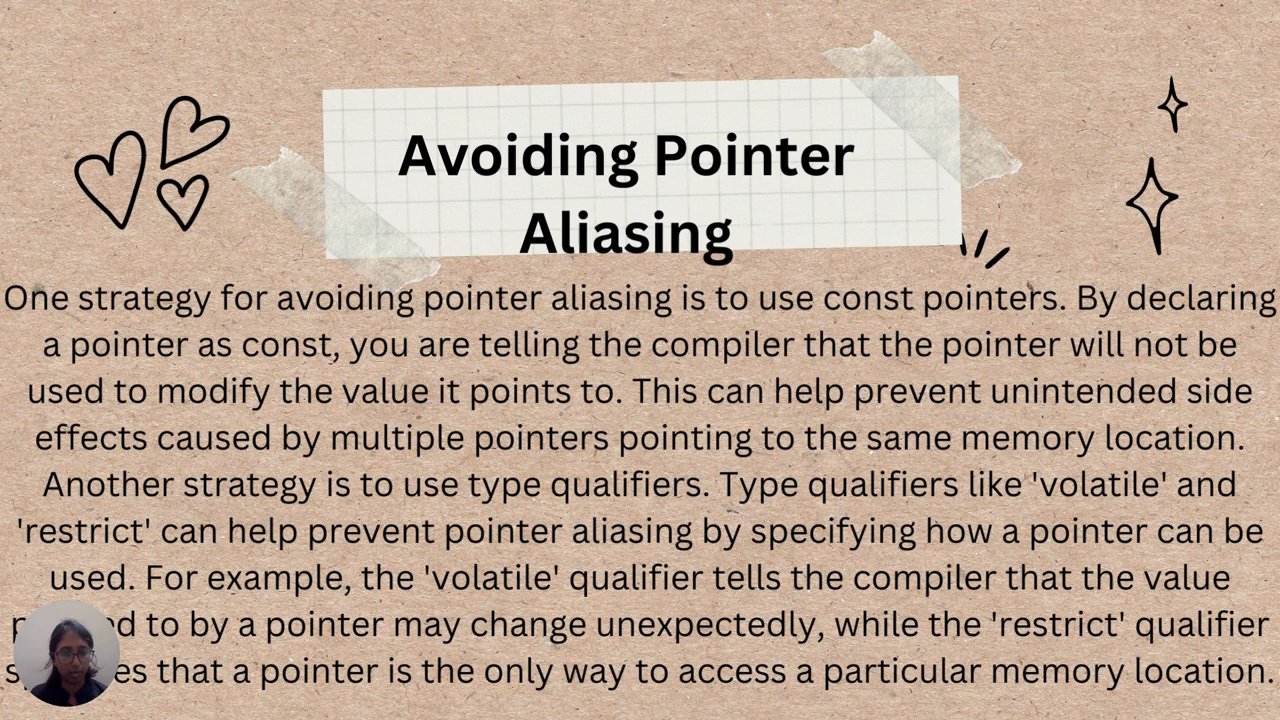 Avoiding Pointer
Aliasing
One strategy for avoiding pointer aliasing is to use const pointers. By declaring
a pointer as const, you are telling the compiler that the pointer will not be
used to modify the value it points to. This can help prevent unintended side
effects caused by multiple pointers pointing to the same memory location.
Another strategy is to use type qualifiers. Type qualifiers like 'volatile' and
'restrict' can help prevent pointer aliasing by specifying how a pointer can be
used. For example, the 'volatile' qualifier tells the compiler that the value
to by a pointer may change unexpectedly, while the 'restrict' qualifier
that a pointer is the only way to access a particular memory location.